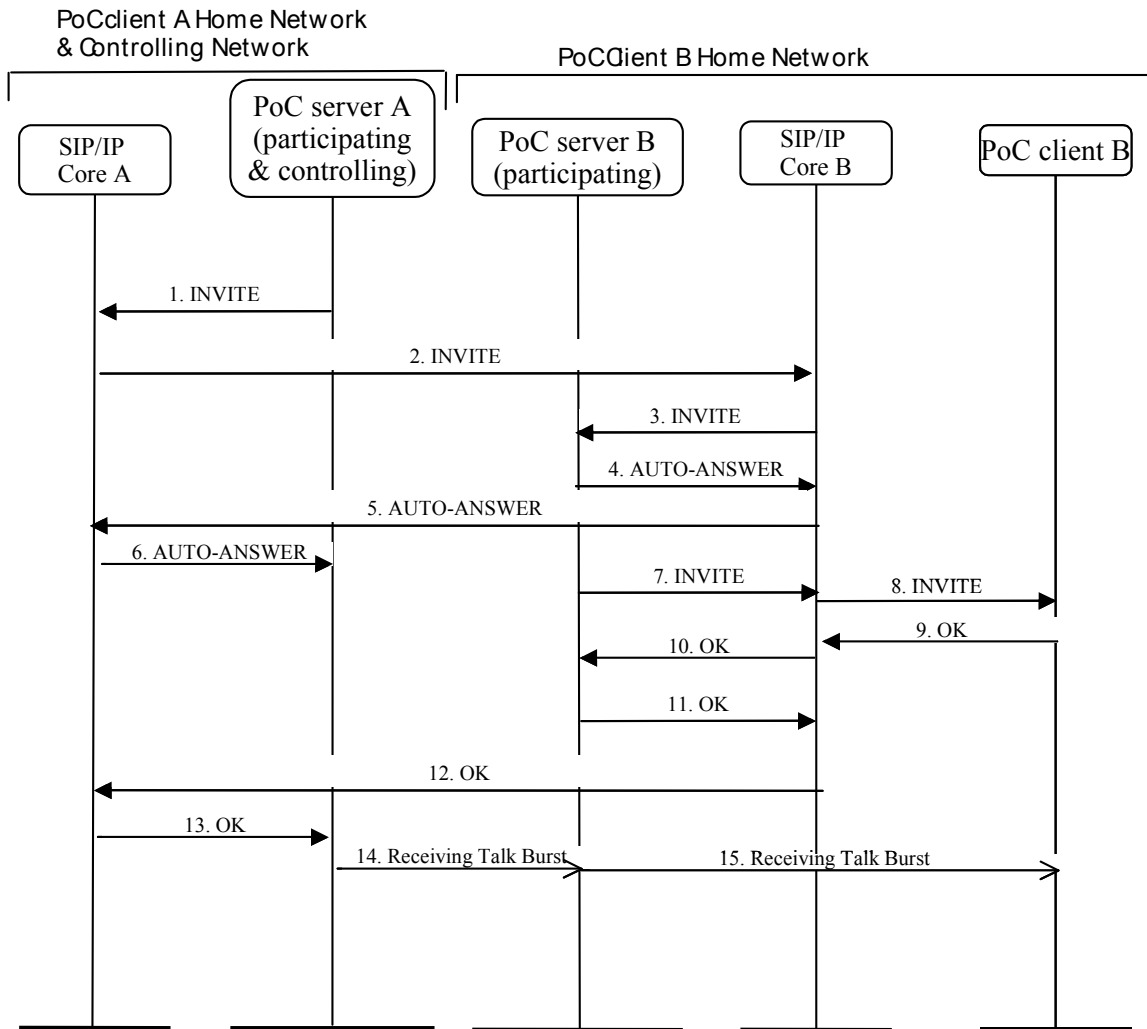 PoCclient A Home Network
& Controlling Network
PoCClient B Home Network
SIP/IP
Core A
PoC server A
(participating
& controlling)
PoC server B
(participating)
SIP/IP
Core B
PoC client B
1. INVITE
2. INVITE
3. INVITE
4. AUTO-ANSWER
5. AUTO-ANSWER
6. AUTO-ANSWER
7. INVITE
8. INVITE
9. OK
10. OK
11. OK
12. OK
13. OK
14. Receiving Talk Burst
15. Receiving Talk Burst